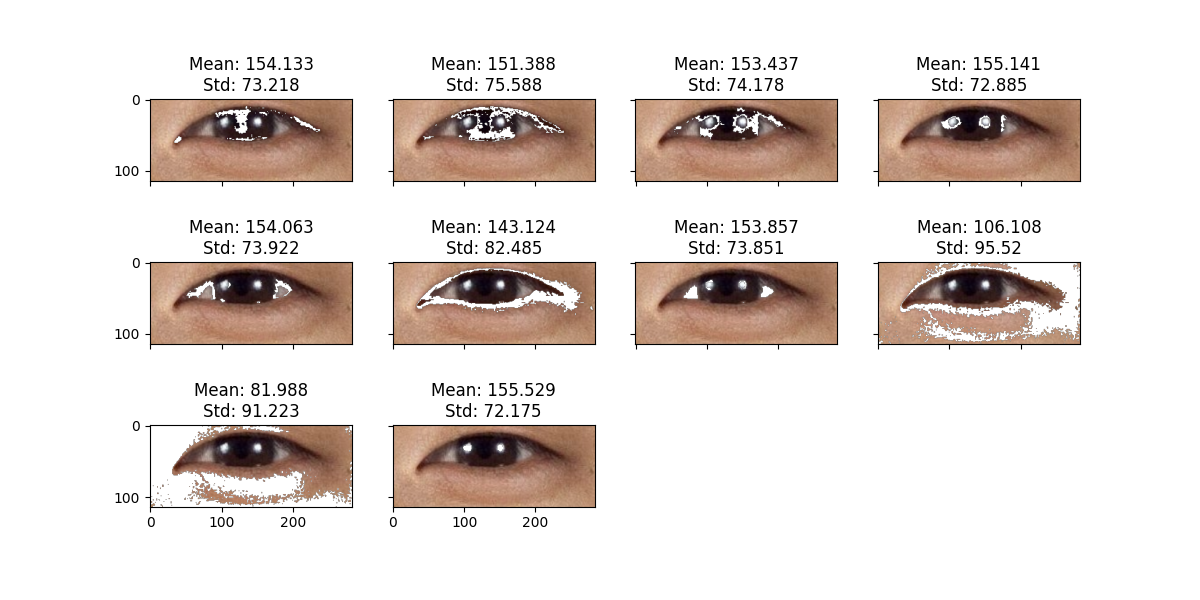 Mean: 154.133
Std: 73.218
Mean: 151.388
Std: 75.588
Mean: 153.437
Std: 74.178
Mean: 155.141
Std: 72.885
0
100
Mean: 154.063
Std: 73.922
Mean: 143.124
Std: 82.485
Mean: 153.857
Std: 73.851
Mean: 106.108
Std: 95.52
0
100
Mean: 81.988
Std: 91.223
Mean: 155.529
Std: 72.175
0
100
0 100 200
0 100 200